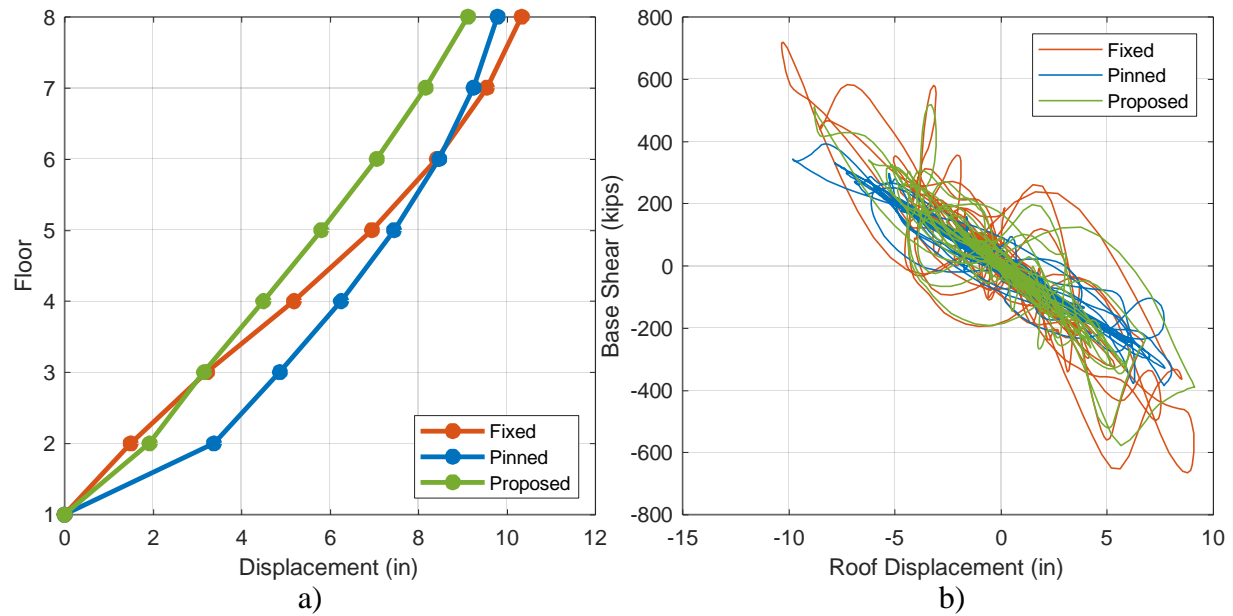 8
7
6
5
4
3
2
1
Floor
0
2
4
6
8
10
12
Displacement (in)
Fixed
Pinned
Proposed
a)
800
600
400
200
0
-200
-400
-600
-800
Base Shear (kips)
-15
-10
-5
0
5
10
Roof Displacement (in)
Fixed
Pinned
Proposed
b)